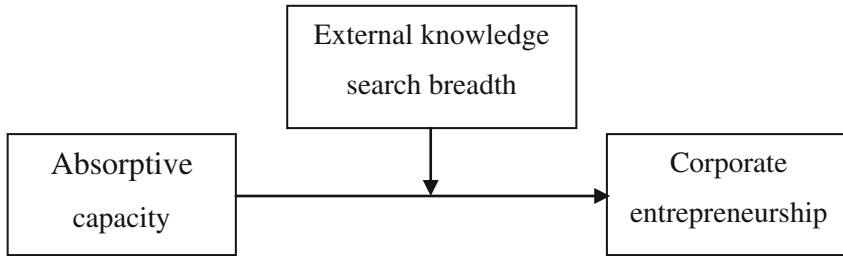 External knowledge
search breadth
Absorptive
capacity
Corporate
entrepreneurship